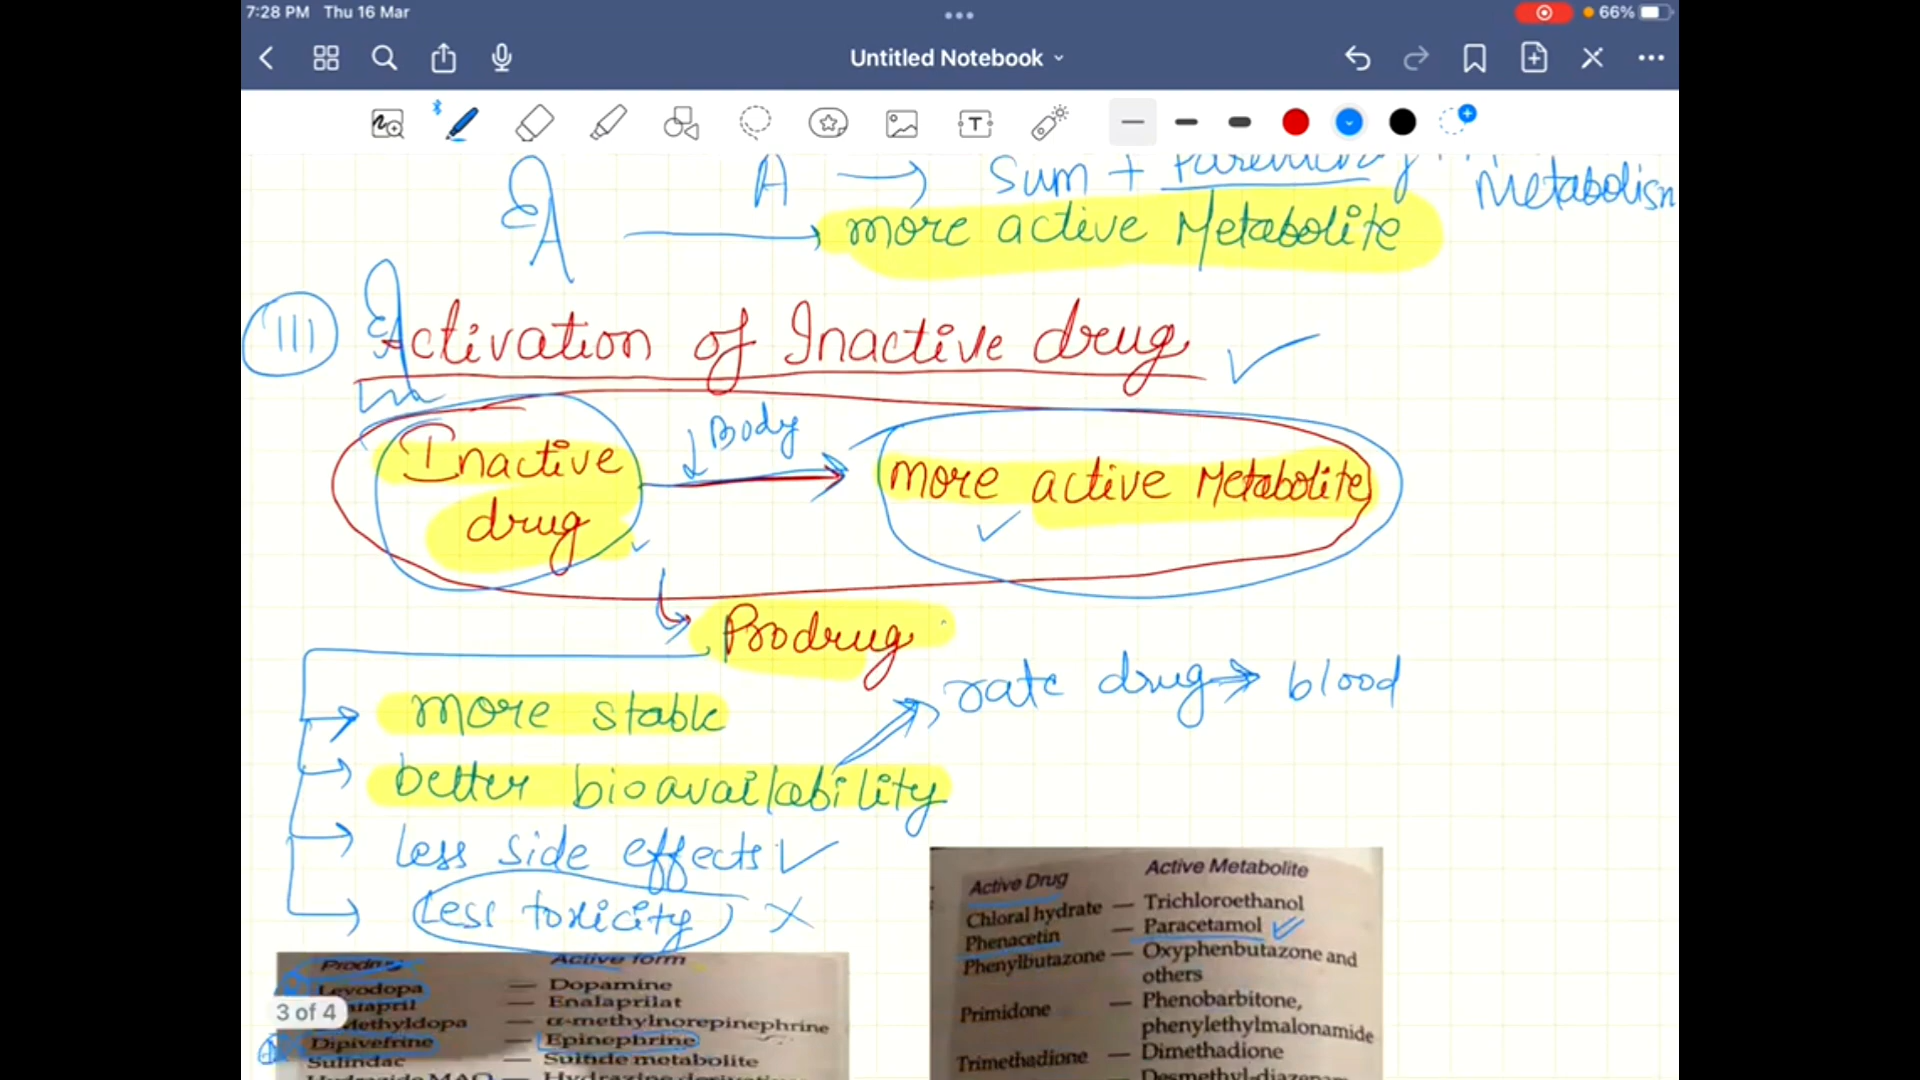 7:28 PM Thu 16 Mar
66%
Untitled Notebook
T
A → Sum +
Metabolism
A → more active Metabolite
III
Activation of Inactive drug ✓
Body
Inactive → more active Metabolite
drug
Prodrug
rate drug → blood
more stable
better bioavailability
less side effects ✓
less toxicity X
Active Drug Active Metabolite
Chloral hydrate — Trichloroethanol
Phenacetin — Paracetamol
Phenylbutazone — Oxyphenbutazone and
others
Primidone — Phenobarbitone,
phenylethylmalonamide
Trimethadione — Dimethadione
Prodrug Active form
Levodopa — Dopamine
— Enalaprilat
3 of 4
Methyldopa — α-methylnorepinephrine
Dipivefrine — Epinephrine
Sulindac — Sulfide metabolite